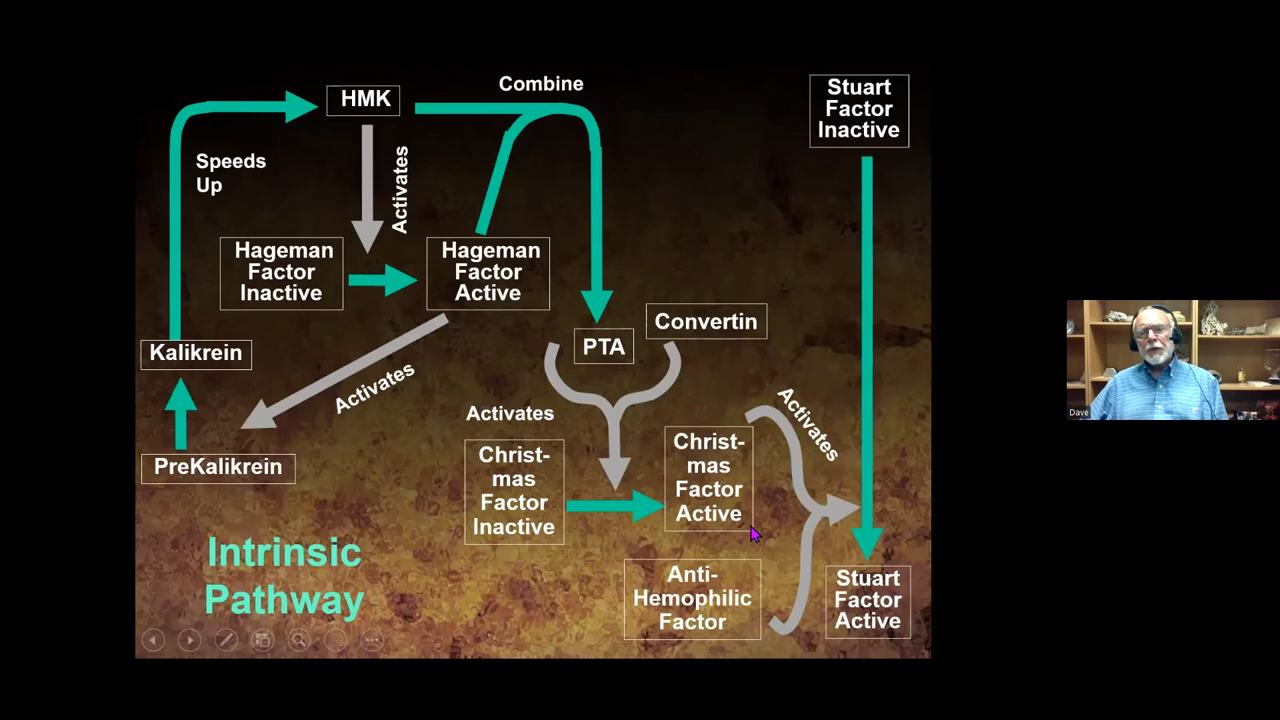 Combine
HMK
Stuart
Factor
Inactive
Speeds
Up
Activates
Hageman
Factor
Inactive
Hageman
Factor
Active
Convertin
PTA
Kalikrein
Activates
Activates
Activates
PreKalikrein
Christ-
mas
Factor
Inactive
Christ-
mas
Factor
Active
Intrinsic
Pathway
Anti-
Hemophilic
Factor
Stuart
Factor
Active
Dave